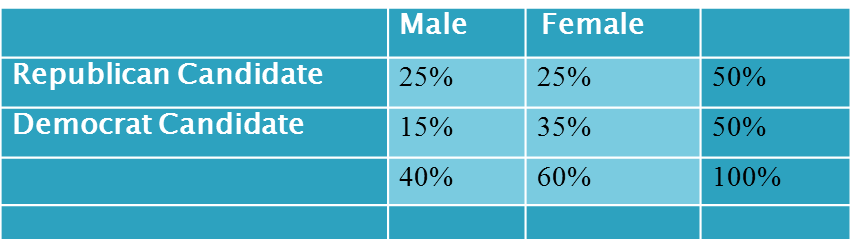 Male Female
Republican Candidate 25% 25% 50%
Democrat Candidate 15% 35% 50%
40% 60% 100%